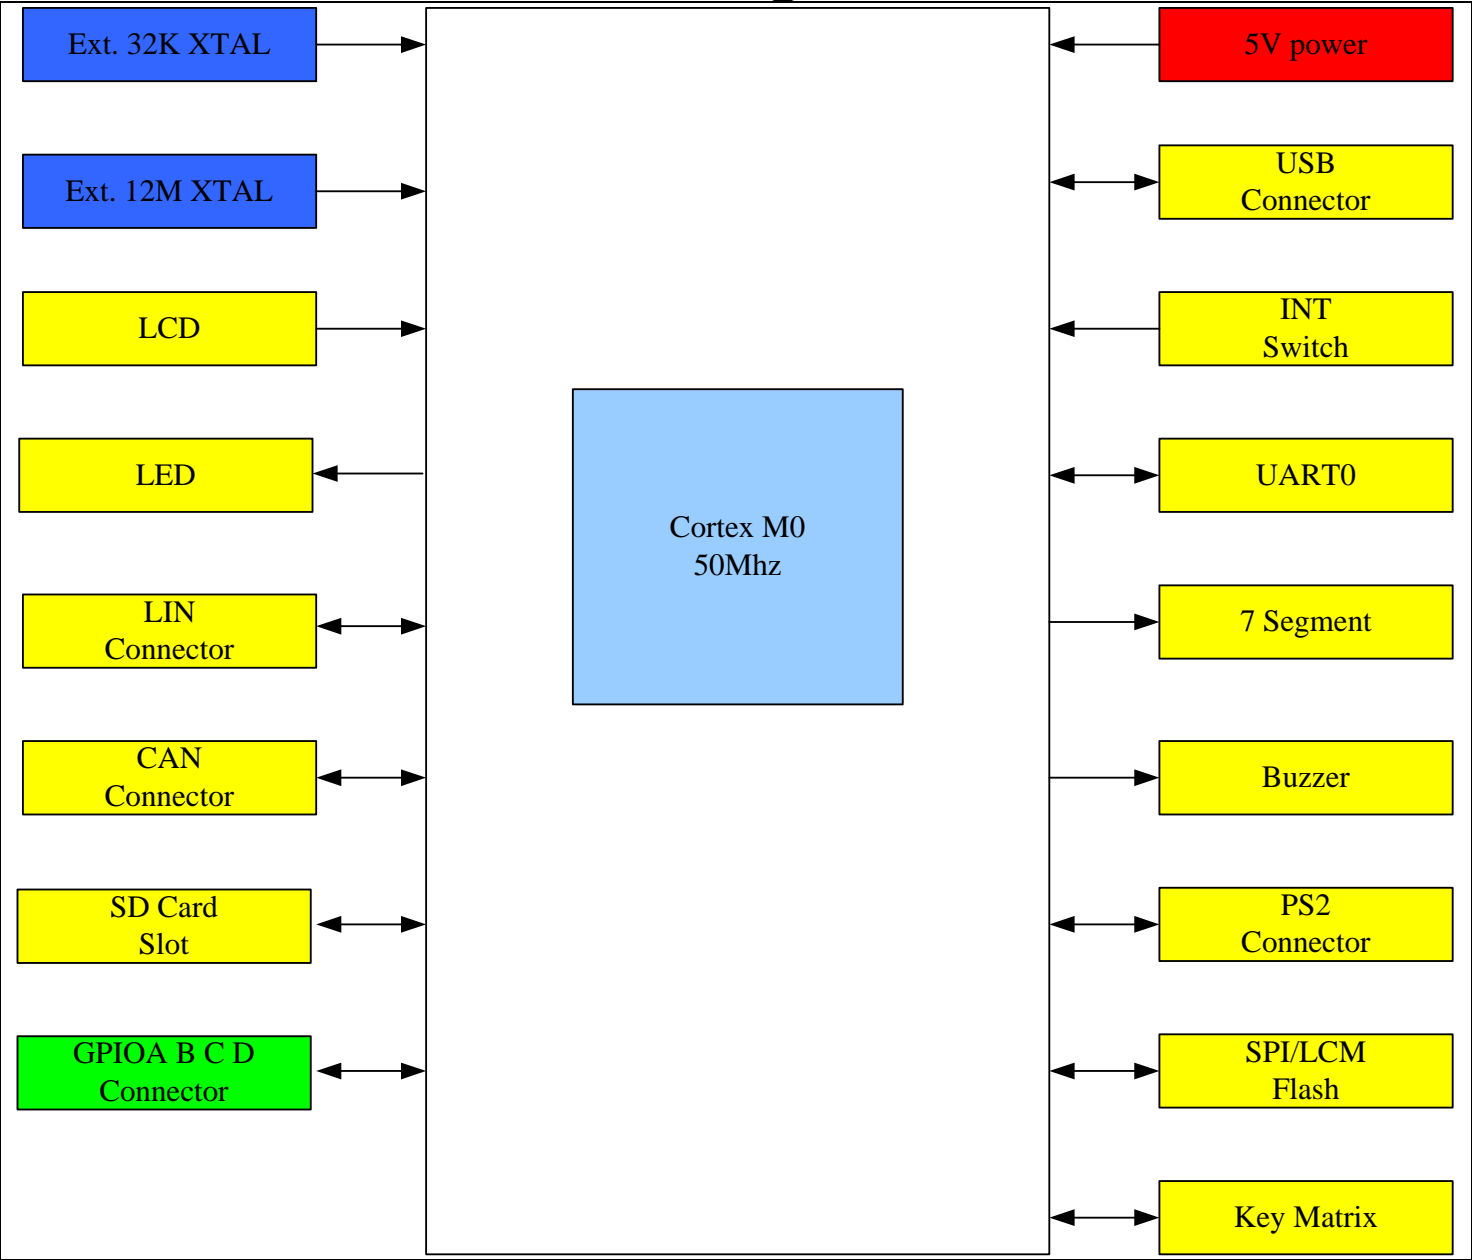 Ext. 32K XTAL
5V power
Ext. 12M XTAL
USB
Connector
LCD
INT
Switch
LED
UART0
Cortex M0
50Mhz
LIN
Connector
7 Segment
CAN
Connector
Buzzer
SD Card
Slot
PS2
Connector
GPIOA B C D
Connector
SPI/LCM
Flash
Key Matrix